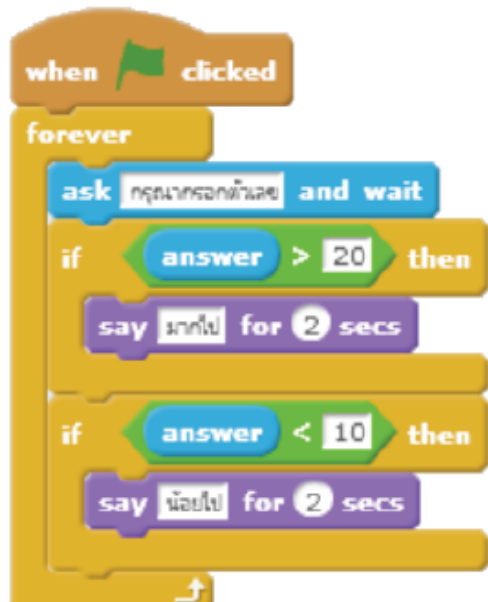 when clicked
forever
ask กรุณากรอกตัวเลข and wait
if answer > 20 then
say มากไป for 2 secs
if answer < 10 then
say น้อยไป for 2 secs